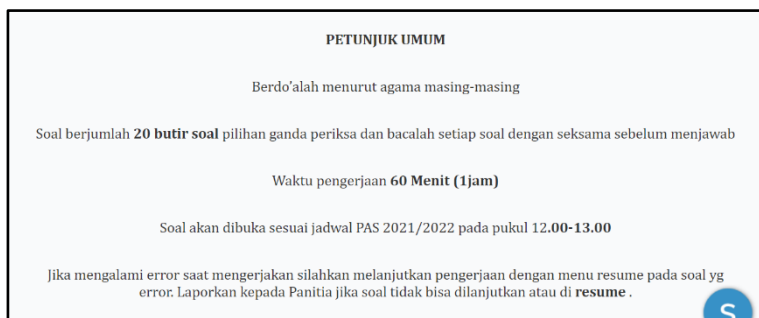 PETUNJUK UMUM
Berdo'alah menurut agama masing-masing
Soal berjumlah 20 butir soal pilihan ganda periksa dan bacalah setiap soal dengan seksama sebelum menjawab
Waktu pengerjaan 60 Menit (1jam)
Soal akan dibuka sesuai jadwal PAS 2021/2022 pada pukul 12.00-13.00
Jika mengalami error saat mengerjakan silahkan melanjutkan pengerjaan dengan menu resume pada soal yg
error. Laporkan kepada Panitia jika soal tidak bisa dilanjutkan atau di resume .
S